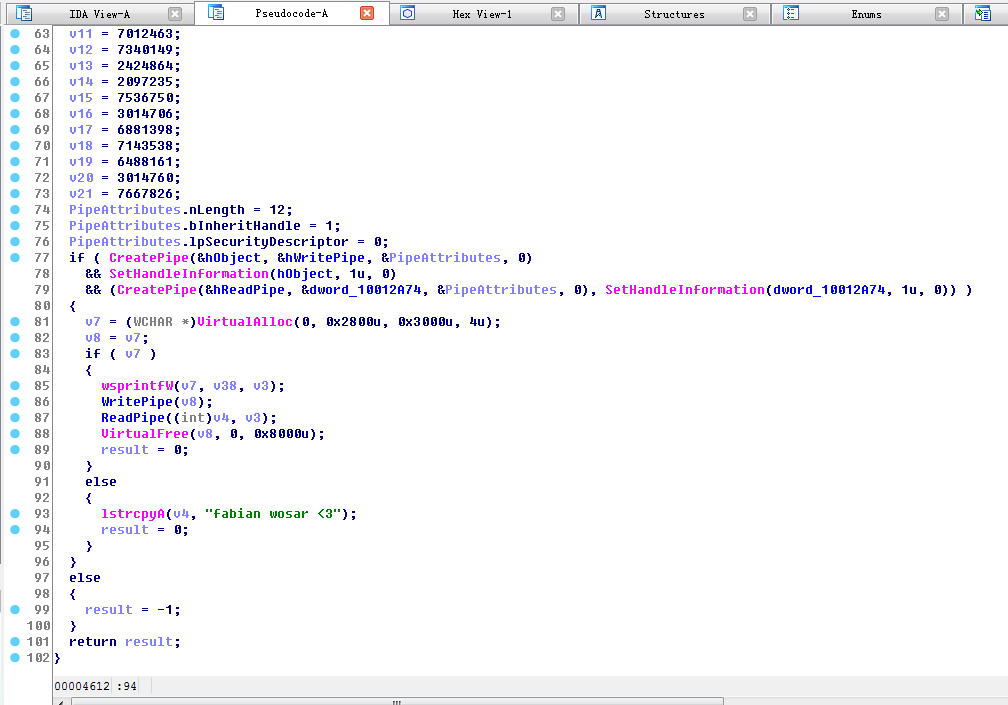 IDA View-A Pseudocode-A Hex View-1 Structures Enums
63 v11 = 7012463;
64 v12 = 7340149;
65 v13 = 2424864;
66 v14 = 2097235;
67 v15 = 7536750;
68 v16 = 3014706;
69 v17 = 6881398;
70 v18 = 7143538;
71 v19 = 6488161;
72 v20 = 3014760;
73 v21 = 7667826;
74 PipeAttributes.nLength = 12;
75 PipeAttributes.bInheritHandle = 1;
76 PipeAttributes.lpSecurityDescriptor = 0;
77 if ( CreatePipe(&hObject, &hWritePipe, &PipeAttributes, 0)
78 && SetHandleInformation(hObject, 1u, 0)
79 && (CreatePipe(&hReadPipe, &dword_10012A74, &PipeAttributes, 0), SetHandleInformation(dword_10012A74, 1u, 0)) )
80 {
81 v7 = (WCHAR *)VirtualAlloc(0, 0x2800u, 0x3000u, 4u);
82 v8 = v7;
83 if ( v7 )
84 {
85 wsprintfW(v7, v38, v3);
86 WritePipe(v8);
87 ReadPipe((int)v4, v3);
88 VirtualFree(v8, 0, 0x8000u);
89 result = 0;
90 }
91 else
92 {
93 lstrcpyA(v4, "fabian wosar <3");
94 result = 0;
95 }
96 }
97 else
98 {
99 result = -1;
100 }
101 return result;
102 }
00004612 :94